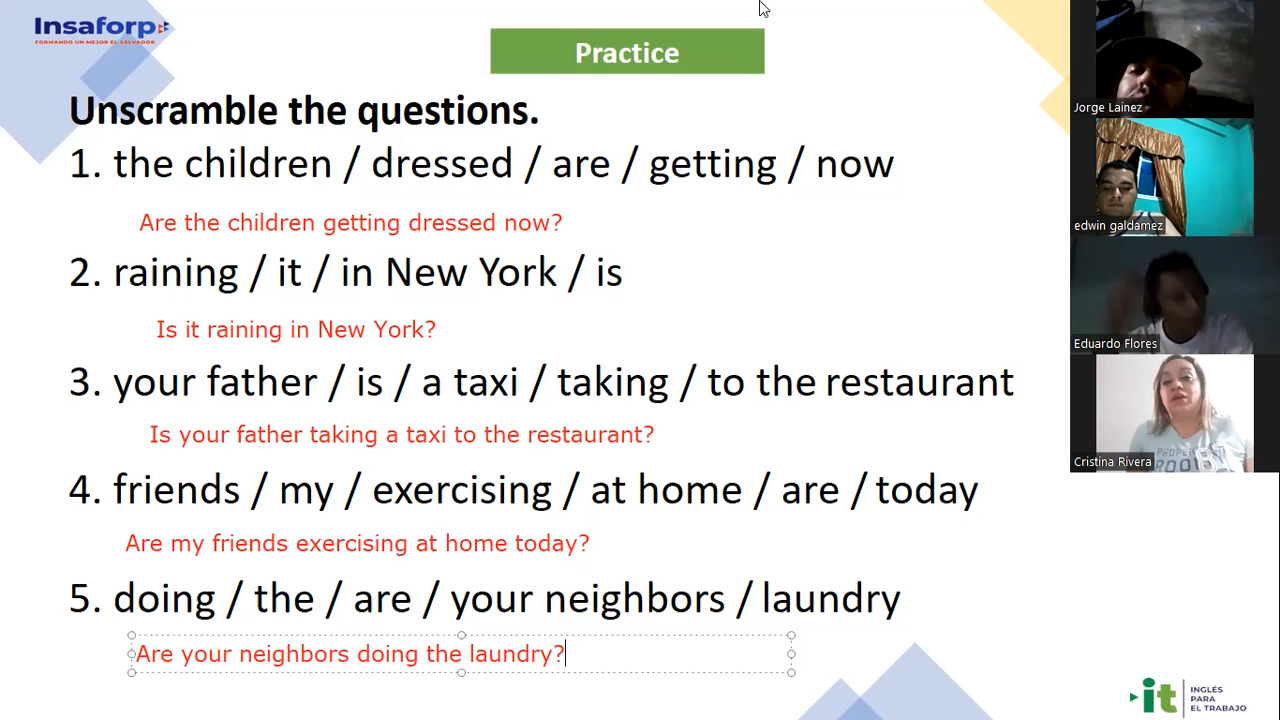 Insaforp
FORMANDO UN MEJOR EL SALVADOR
Practice
Unscramble the questions.
1. the children / dressed / are / getting / now
Are the children getting dressed now?
2. raining / it / in New York / is
Is it raining in New York?
3. your father / is / a taxi / taking / to the restaurant
Is your father taking a taxi to the restaurant?
4. friends / my / exercising / at home / are / today
Are my friends exercising at home today?
5. doing / the / are / your neighbors / laundry
Are your neighbors doing the laundry?
Jorge Lainez
edwin galdamez
Eduardo Flores
Cristina Rivera
it
INGLÉS
PARA
EL TRABAJO